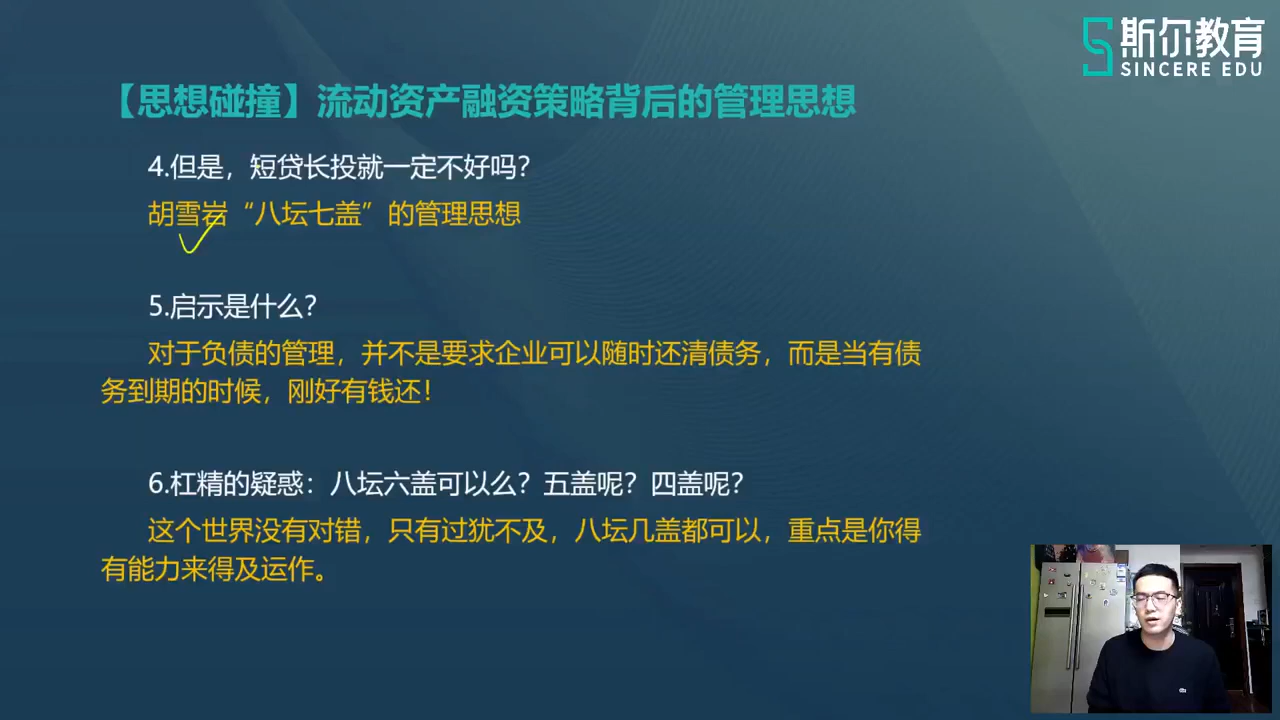 斯尔教育
SINCERE EDU
【思想碰撞】流动资产融资策略背后的管理思想
4.但是，短贷长投就一定不好吗？
胡雪岩“八坛七盖”的管理思想
5.启示是什么？
对于负债的管理，并不是要求企业可以随时还清债务，而是当有债
务到期的时候，刚好有钱还！
6.杠精的疑惑：八坛六盖可以么？五盖呢？四盖呢？
这个世界没有对错，只有过犹不及，八坛几盖都可以，重点是你得
有能力来得及运作。